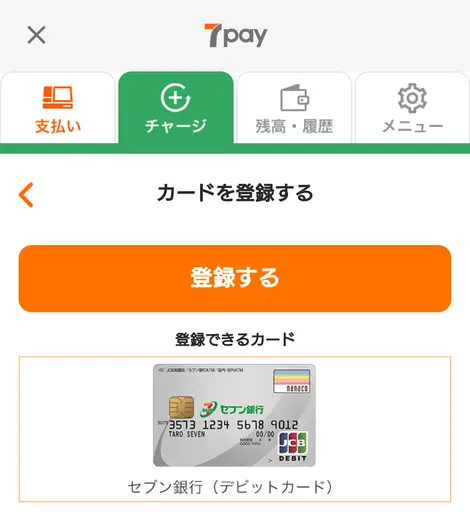 7pay
支払い
チャージ
残高・履歴
メニュー
カードを登録する
登録する
登録できるカード
nanaco
セブン銀行
3573 1234 5678 9012
TARO SEVEN
00/00
JCB
DEBIT
セブン銀行（デビットカード）